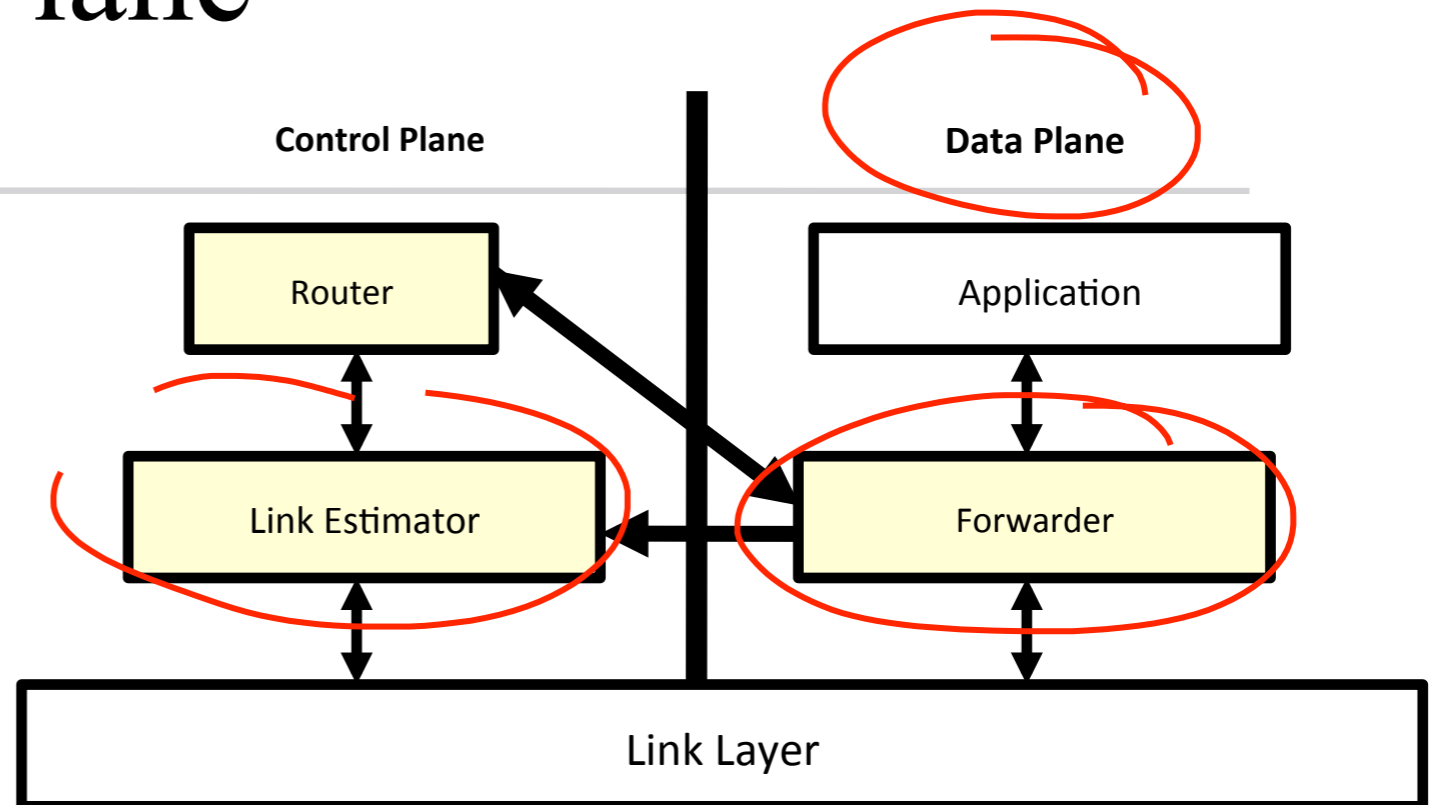 Control Plane
Data Plane
Router
Application
Link Estimator
Forwarder
Link Layer